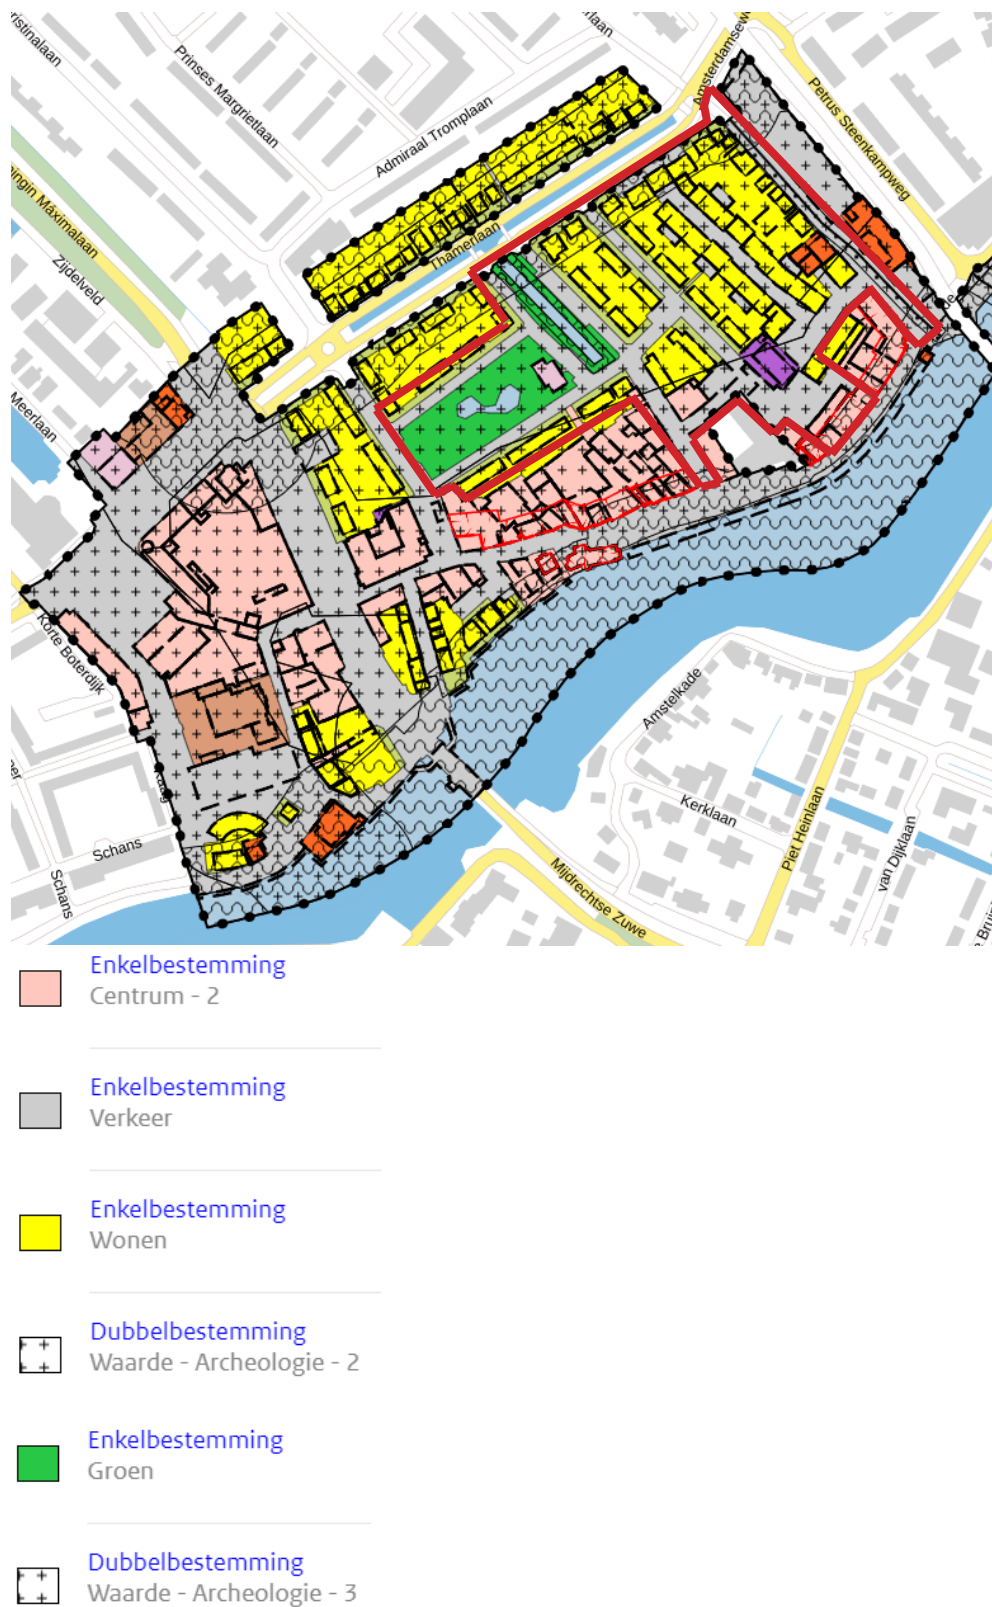 Prinses Margrietlaan
Admiraal Tromplaan
Petrus Steenkampweg
Thamerlaan
Zijdelveld
Meerlaan
Korte Boterdijk
Amstelkade
Kerklaan
Piet Heinlaan
van Dijklaan
Schans
Schans
Mijdrechtse Zuwe
Enkelbestemming
Centrum - 2
Enkelbestemming
Verkeer
Enkelbestemming
Wonen
Dubbelbestemming
Waarde - Archeologie - 2
Enkelbestemming
Groen
Dubbelbestemming
Waarde - Archeologie - 3